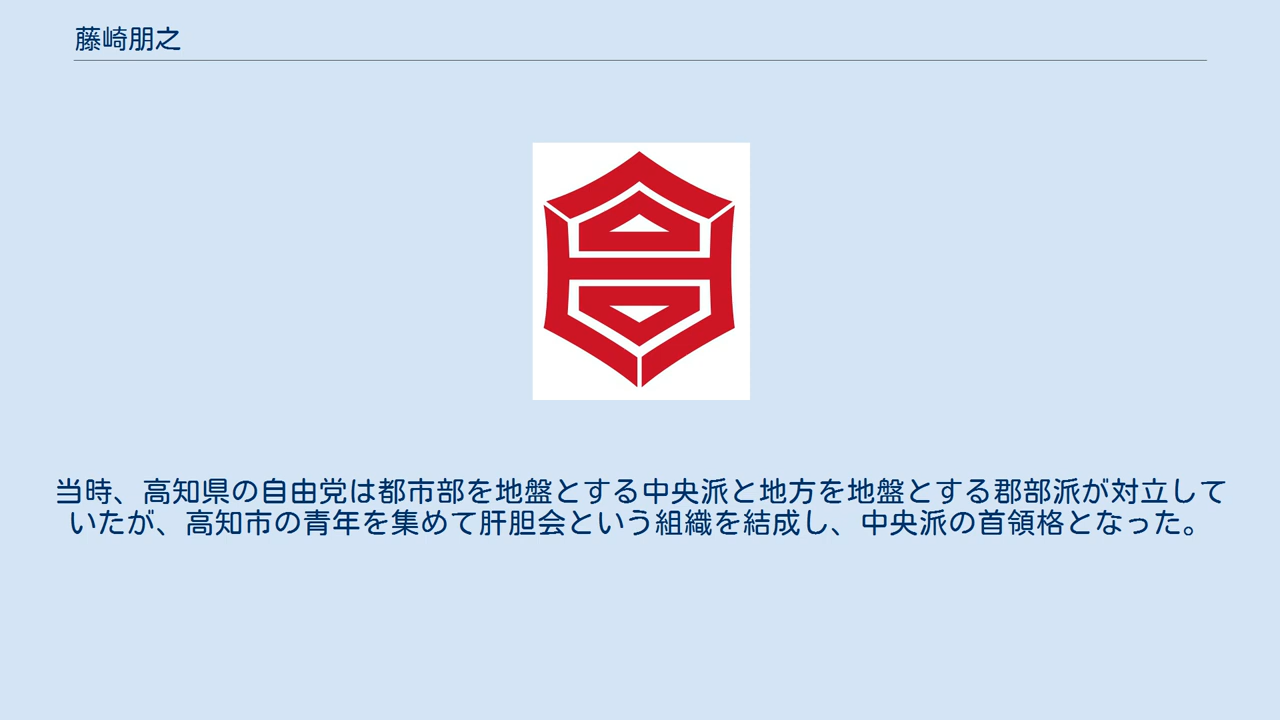 藤崎朋之
当時、高知県の自由党は都市部を地盤とする中央派と地方を地盤とする郡部派が対立して
いたが、高知市の青年を集めて肝胆会という組織を結成し、中央派の首領格となった。